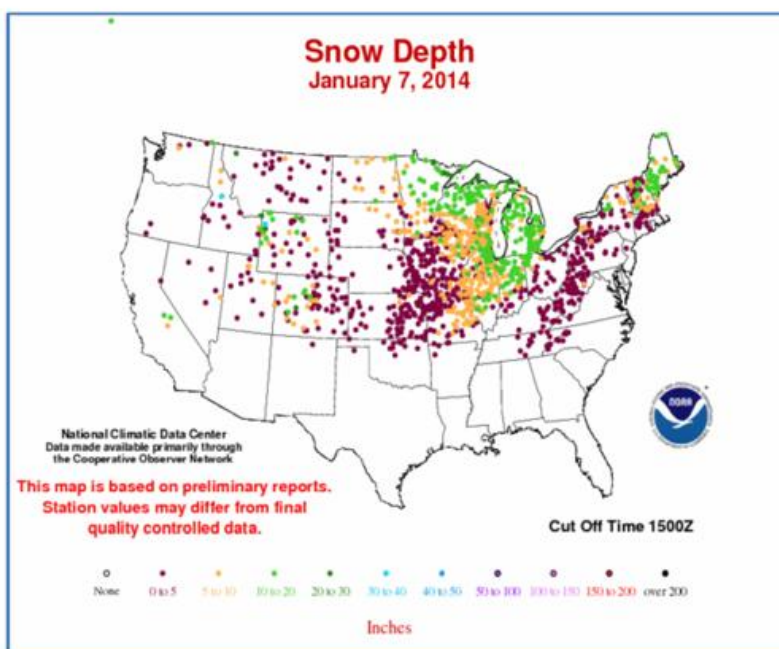 Snow Depth
January 7, 2014
National Climatic Data Center
Data made available primarily through
the Cooperative Observer Network
This map is based on preliminary reports.
Station values may differ from final
quality controlled data.
Cut Off Time 1500Z
None 0 to 5 5 to 10 10 to 20 20 to 30 30 to 40 40 to 50 50 to 100 100 to 150 150 to 200 over 200
Inches